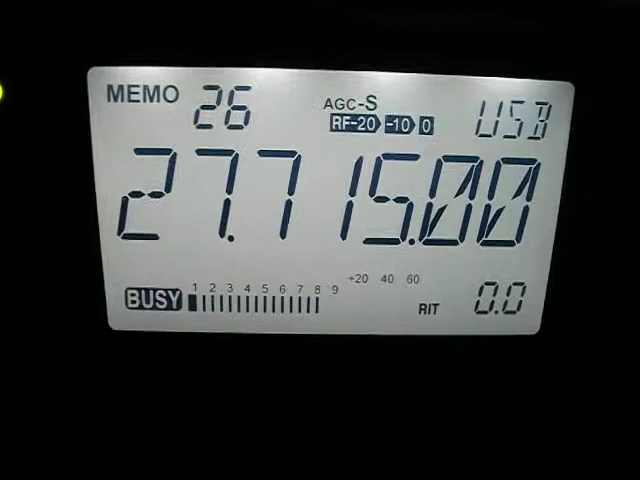 MEMO 26 AGC-S USB
RF-20 -10 0
27.715.00
+20 40 60
1 2 3 4 5 6 7 8 9
BUSY RIT 0.0